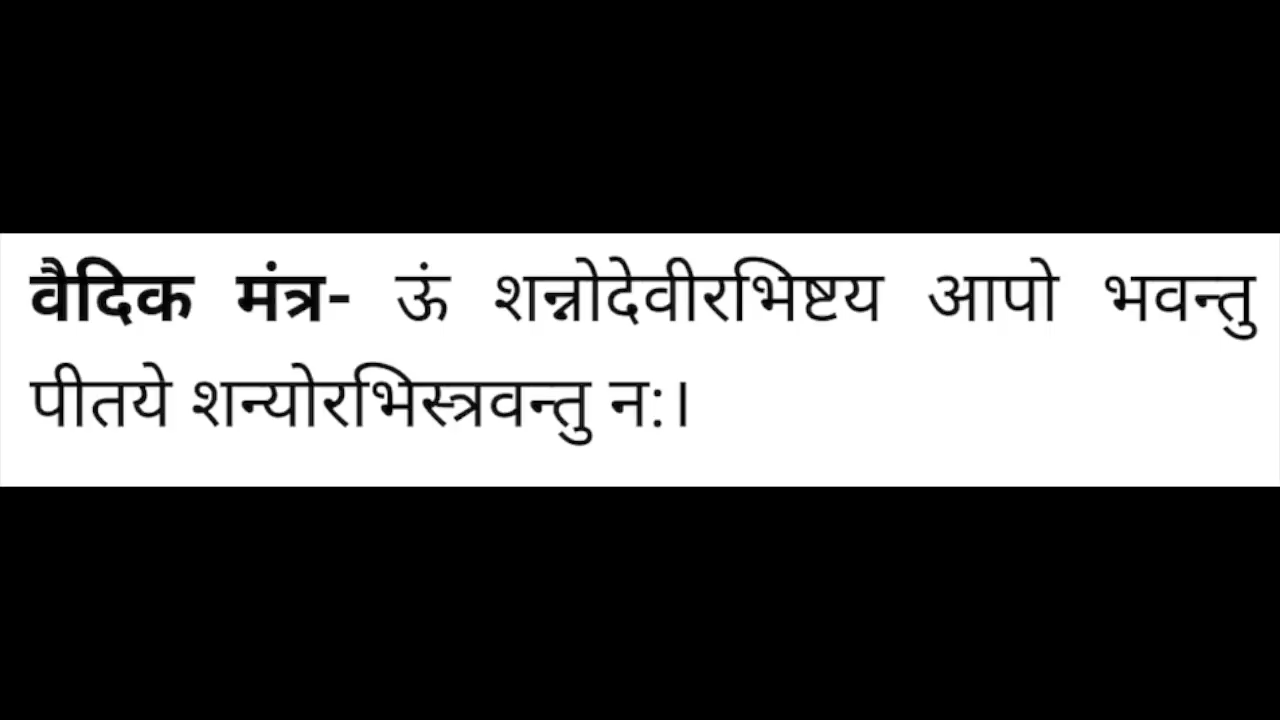 वैदिक मंत्र- ऊं शन्नोदेवीरभिष्टय आपो भवन्तु
पीतये शन्योरभिस्त्रवन्तु न:।